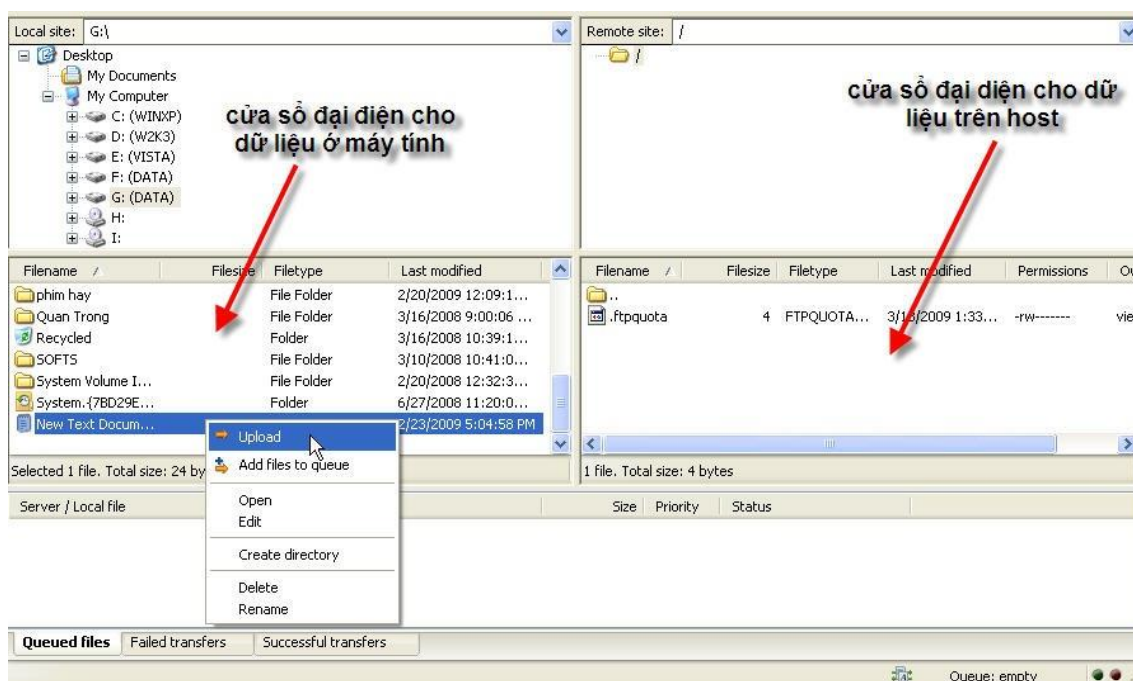 Local site: G:\
Desktop
My Documents
My Computer
C: (WINXP)
D: (W2K3)
E: (VISTA)
F: (DATA)
G: (DATA)
H:
I:
cửa sổ đại điện cho
dữ liệu ở máy tính
Remote site: /
/
cửa sổ đại diện cho dữ
liệu trên host
Filename / Filesize Filetype Last modified
phim hay File Folder 2/20/2009 12:09:1...
Quan Trong File Folder 3/16/2008 9:00:06 ...
Recycled Folder 3/16/2008 10:39:1...
SOFTS File Folder 3/10/2008 10:41:0...
System Volume I... File Folder 2/20/2008 12:32:3...
System.{7BD29E... Folder 6/27/2008 11:20:0...
New Text Docum... 2/23/2009 5:04:58 PM
Selected 1 file. Total size: 24 by
Filename / Filesize Filetype Last modified Permissions
..
.ftpquota 4 FTPQUOTA... 2009 1:33... -rw------- vie
1 file. Total size: 4 bytes
Upload
Add files to queue
Open
Edit
Create directory
Delete
Rename
Server / Local file Size Priority Status
Queued files Failed transfers Successful transfers
Queue: empty